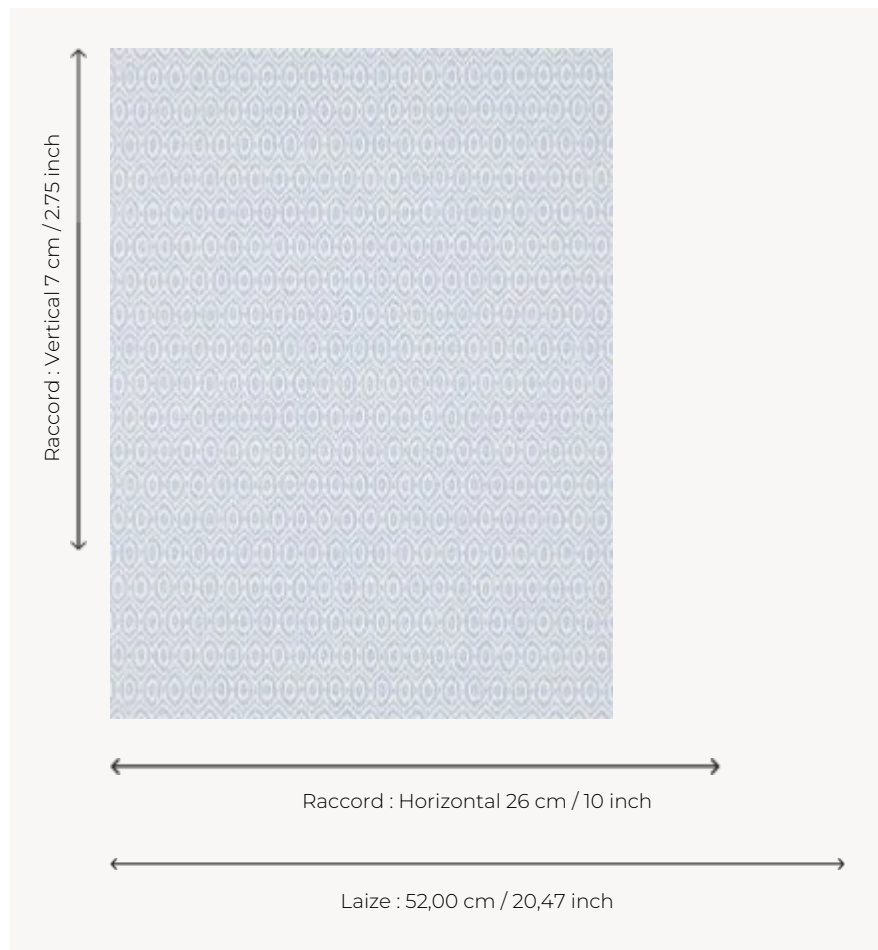 Raccord : Vertical 7 cm / 2.75 inch
Raccord : Horizontal 26 cm / 10 inch
Laize : 52,00 cm / 20,47 inch